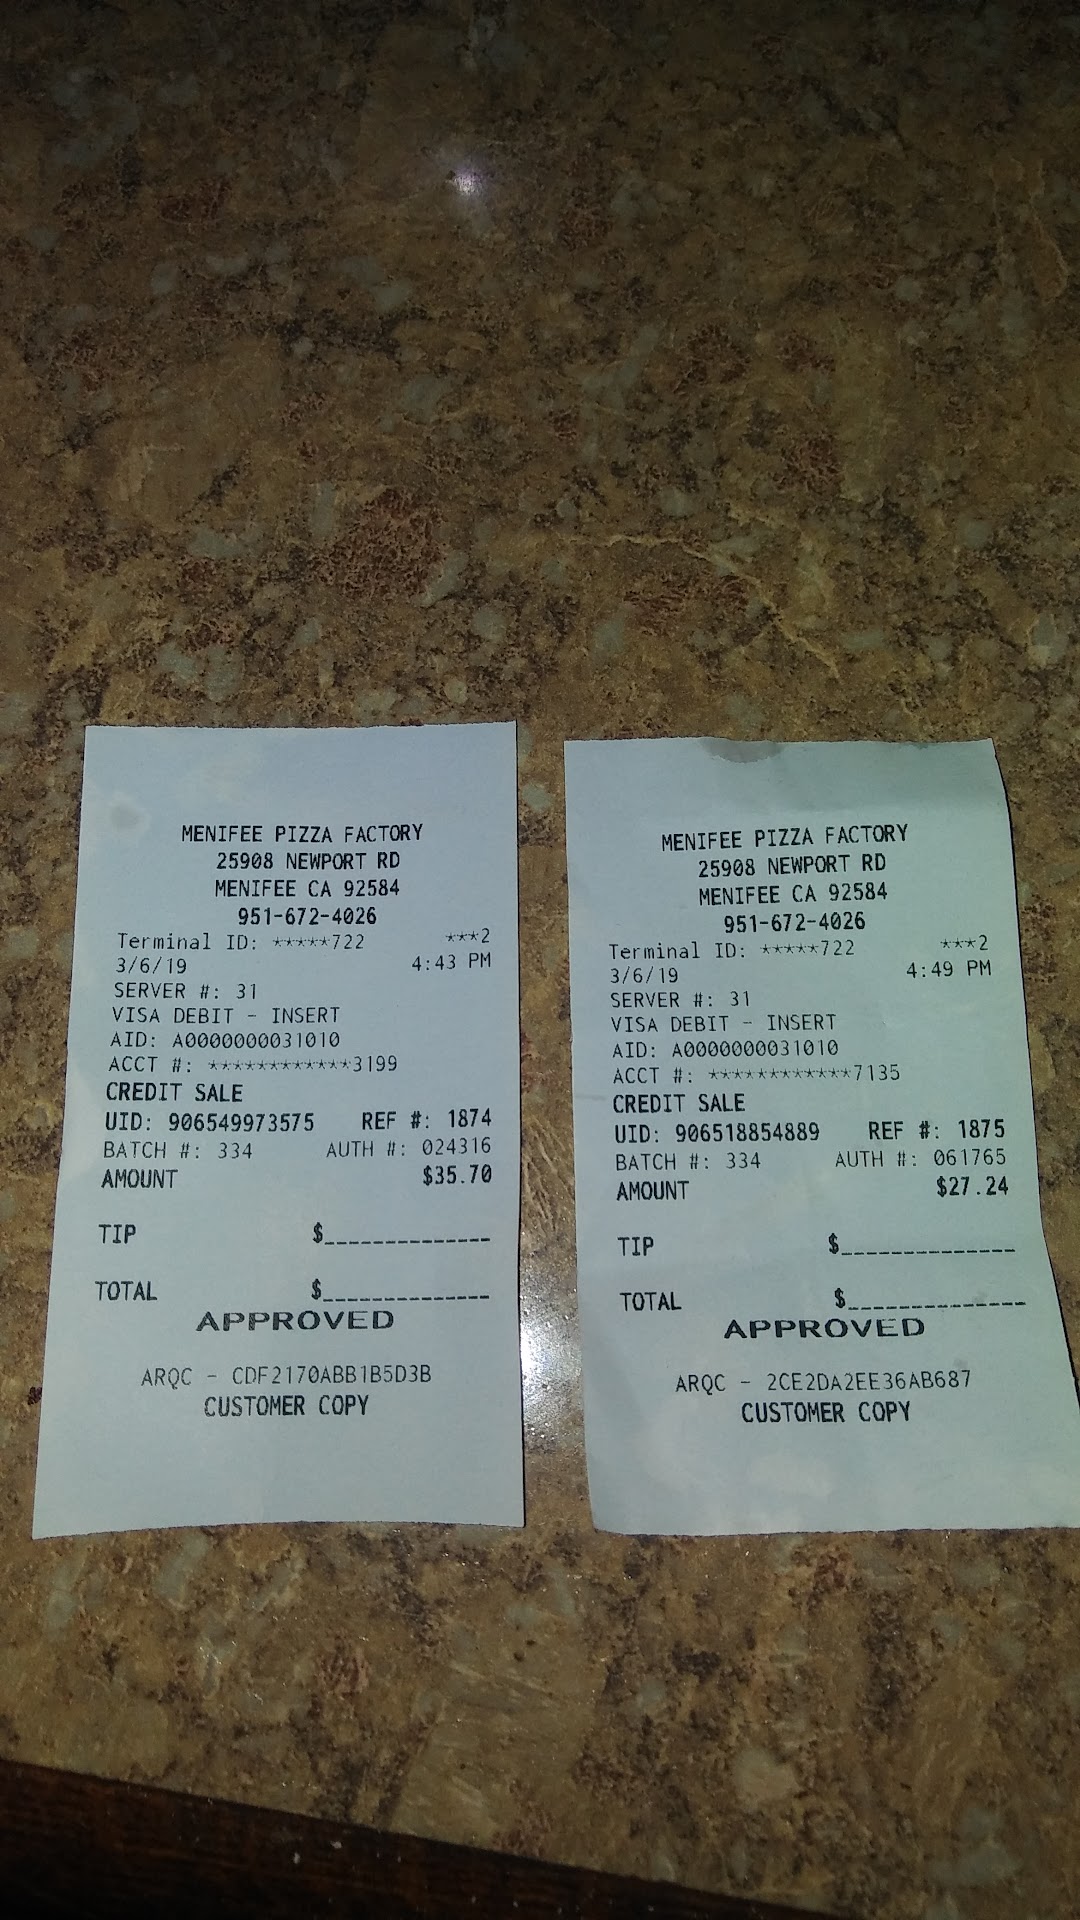 MENIFEE PIZZA FACTORY
25908 NEWPORT RD
MENIFEE CA 92584
951-672-4026
Terminal ID: *****722 ***2
3/6/19 4:43 PM
SERVER #: 31
VISA DEBIT - INSERT
AID: A0000000031010
ACCT #: ************3199
CREDIT SALE
UID: 906549973575 REF #: 1874
BATCH #: 334 AUTH #: 024316
AMOUNT $35.70
TIP $______________
TOTAL $______________
APPROVED
ARQC - CDF2170ABB1B5D3B
CUSTOMER COPY
MENIFEE PIZZA FACTORY
25908 NEWPORT RD
MENIFEE CA 92584
951-672-4026
Terminal ID: *****722 ***2
3/6/19 4:49 PM
SERVER #: 31
VISA DEBIT - INSERT
AID: A0000000031010
ACCT #: ************7135
CREDIT SALE
UID: 906518854889 REF #: 1875
BATCH #: 334 AUTH #: 061765
AMOUNT $27.24
TIP $______________
TOTAL $______________
APPROVED
ARQC - 2CE2DA2EE36AB687
CUSTOMER COPY